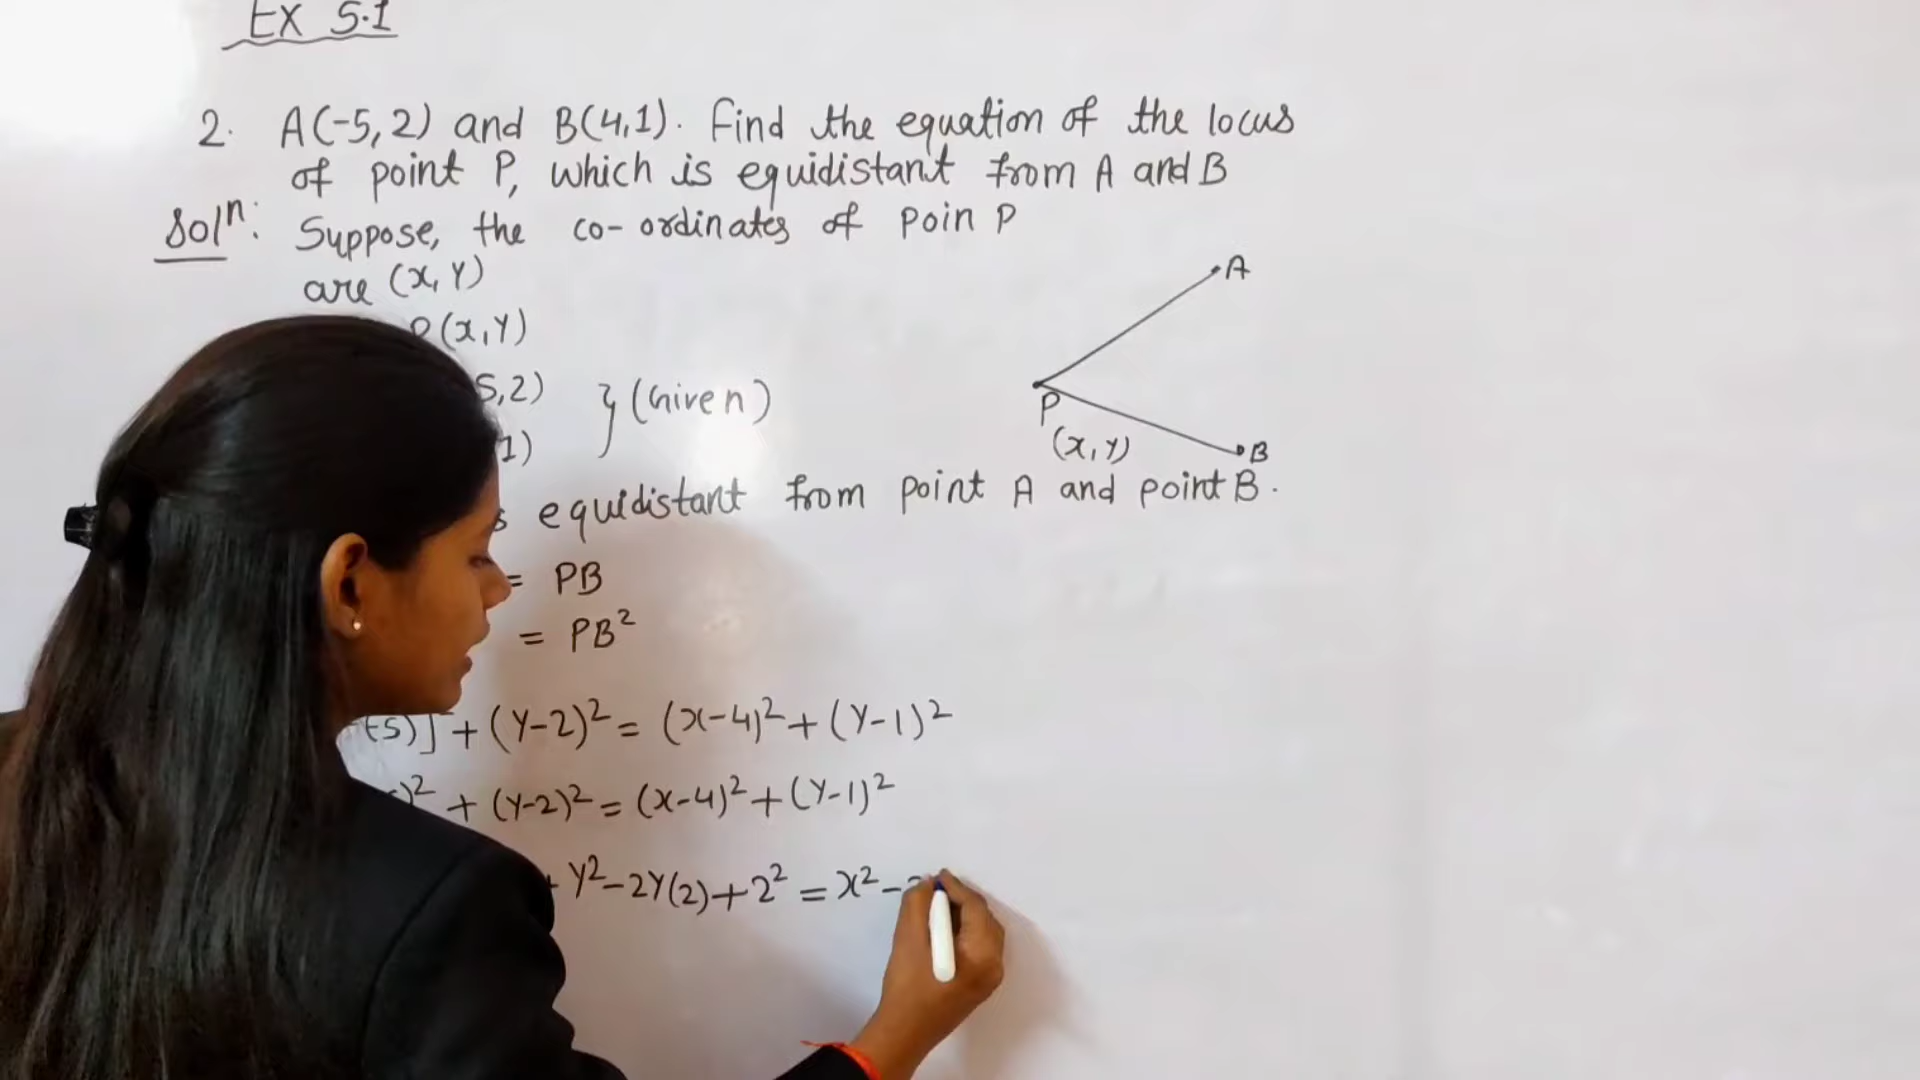 Ex 5.1
2. A(-5,2) and B(4,1). Find the equation of the locus
of point P, which is equidistant from A and B
Solⁿ: Suppose, the co-ordinates of poin P
are (x, y)
P(x,y)
5,2)
1)
} (Given)
A
P
(x, y)
B
s equidistant from point A and point B.
= PB
= PB²
(-5)] + (y-2)² = (x-4)² + (y-1)²
)² + (y-2)² = (x-4)² + (y-1)²
+ y² - 2y(2) + 2² = x² -